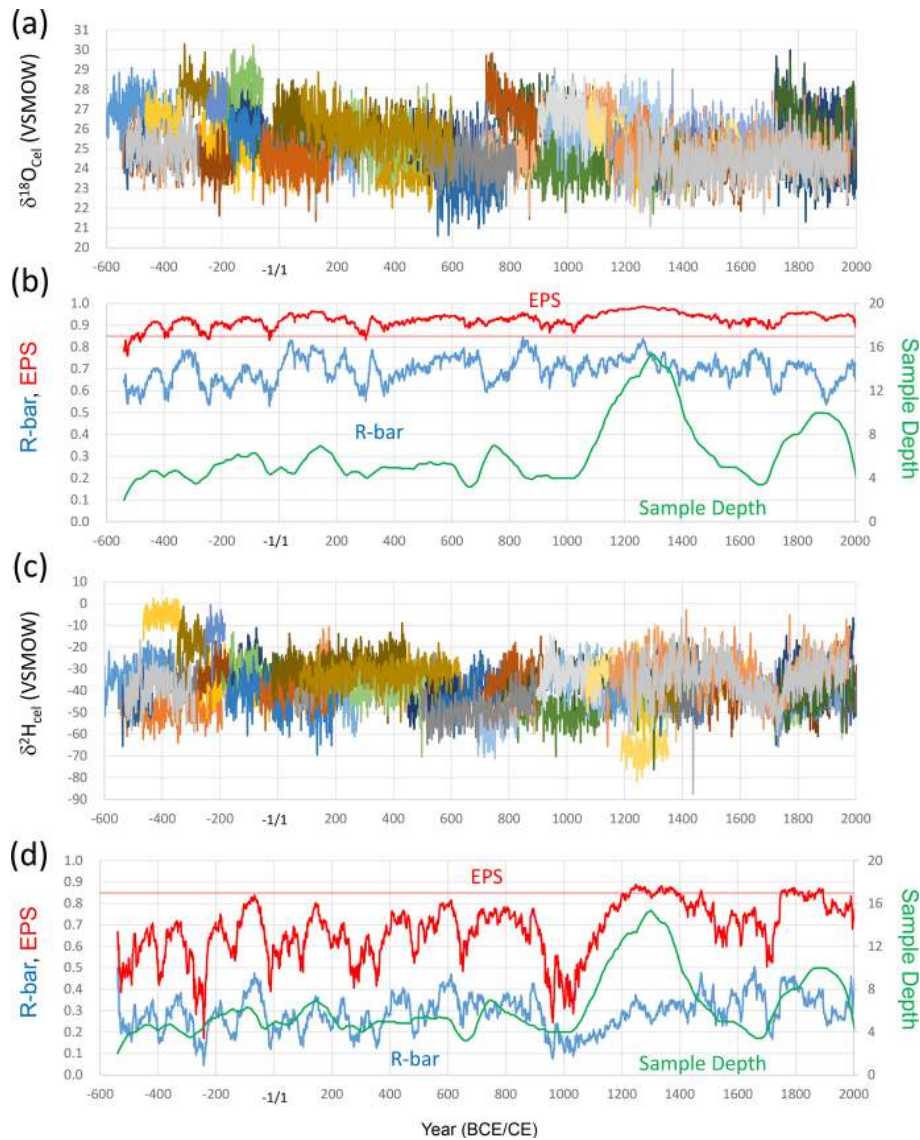 (a)
δ18OCel (VSMOW)
31
30
29
28
27
26
25
24
23
22
21
20
-600 -400 -200 -1/1 200 400 600 800 1000 1200 1400 1600 1800 2000
(b)
R-bar, EPS
1.0
0.9
0.8
0.7
0.6
0.5
0.4
0.3
0.2
0.1
0.0
EPS
R-bar
Sample Depth
20
16
12
8
4
0
Sample Depth
-600 -400 -200 -1/1 200 400 600 800 1000 1200 1400 1600 1800 2000
(c)
δ2Hcel (VSMOW)
10
0
-10
-20
-30
-40
-50
-60
-70
-80
-90
-600 -400 -200 -1/1 200 400 600 800 1000 1200 1400 1600 1800 2000
(d)
R-bar, EPS
1.0
0.9
0.8
0.7
0.6
0.5
0.4
0.3
0.2
0.1
0.0
EPS
R-bar
Sample Depth
20
16
12
8
4
0
Sample Depth
-600 -400 -200 -1/1 200 400 600 800 1000 1200 1400 1600 1800 2000
Year (BCE/CE)